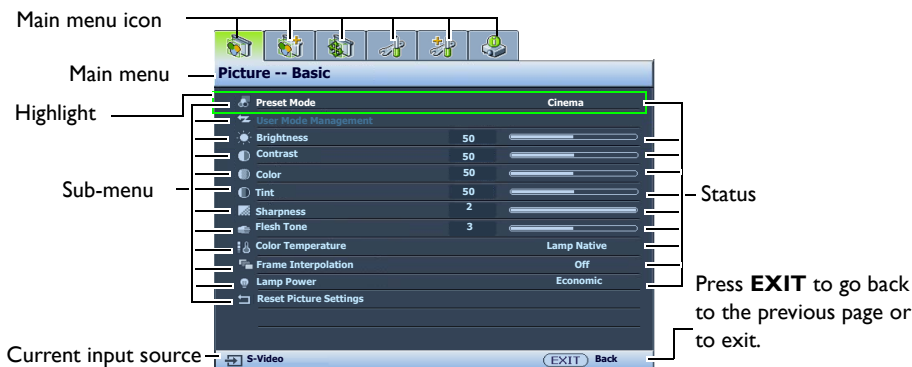 Main menu icon
Main menu
Picture -- Basic
Highlight
Preset Mode Cinema
User Mode Management
Brightness 50
Contrast 50
Color 50
Sub-menu
Tint 50
Status
Sharpness 2
Flesh Tone 3
Color Temperature Lamp Native
Frame Interpolation Off
Lamp Power Economic
Reset Picture Settings
Press EXIT to go back
to the previous page or
to exit.
Current input source
S-Video EXIT Back